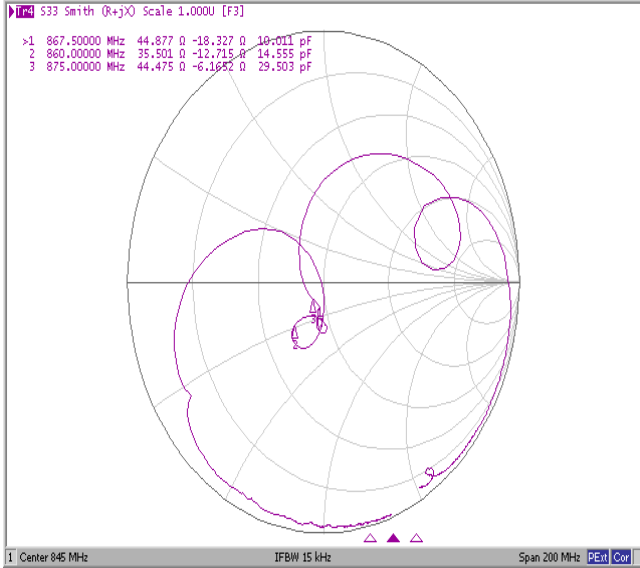 Tr4 S33 Smith (R+jX) Scale 1.000U [F3]
>1 867.50000 MHz 44.877 Ω -18.327 Ω 10.011 pF
2 860.00000 MHz 35.501 Ω -12.715 Ω 14.555 pF
3 875.00000 MHz 44.475 Ω -6.1652 Ω 29.503 pF
3
2
1 Center 845 MHz IFBW 15 kHz Span 200 MHz PExt Cor